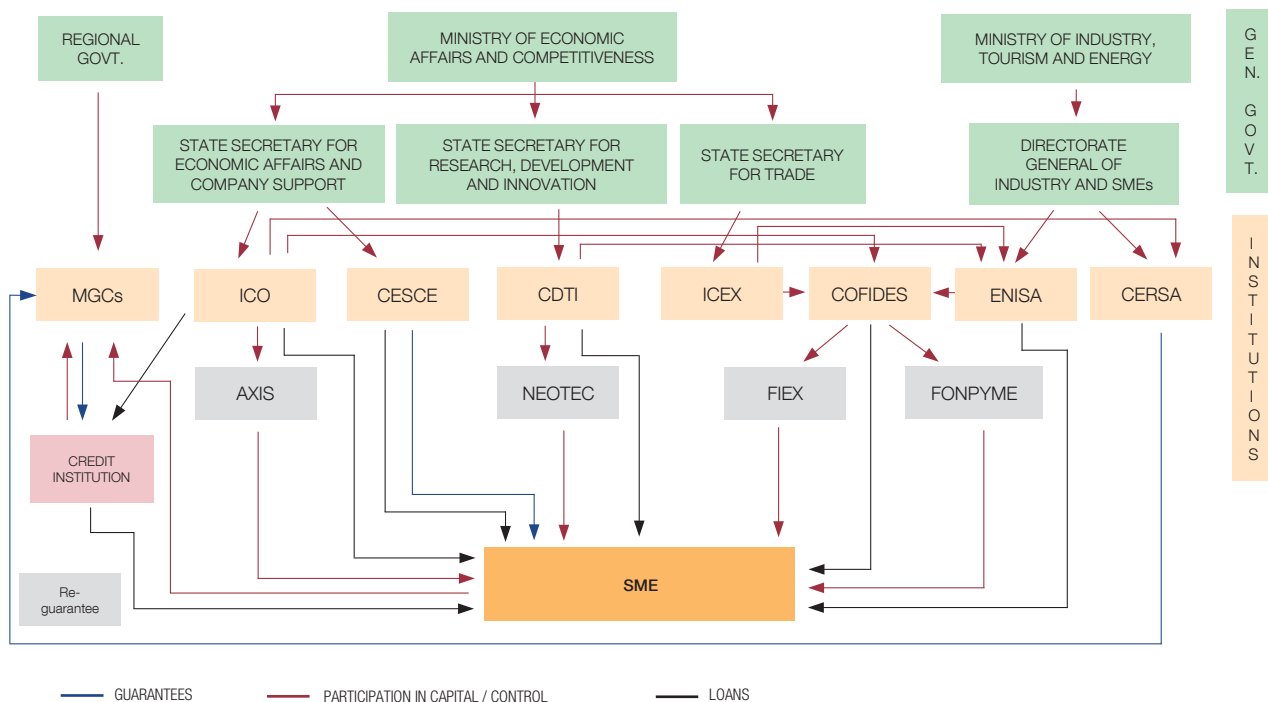 REGIONAL
GOVT.
MINISTRY OF ECONOMIC
AFFAIRS AND COMPETITIVENESS
MINISTRY OF INDUSTRY,
TOURISM AND ENERGY
GEN. GOVT.
STATE SECRETARY FOR
ECONOMIC AFFAIRS AND
COMPANY SUPPORT
STATE SECRETARY FOR
RESEARCH, DEVELOPMENT
AND INNOVATION
STATE SECRETARY
FOR TRADE
DIRECTORATE
GENERAL OF
INDUSTRY AND SMEs
INSTITUTIONS
MGCs
ICO
CESCE
CDTI
ICEX
COFIDES
ENISA
CERSA
AXIS
NEOTEC
FIEX
FONPYME
CREDIT
INSTITUTION
Re-
guarantee
SME
GUARANTEES
PARTICIPATION IN CAPITAL / CONTROL
LOANS